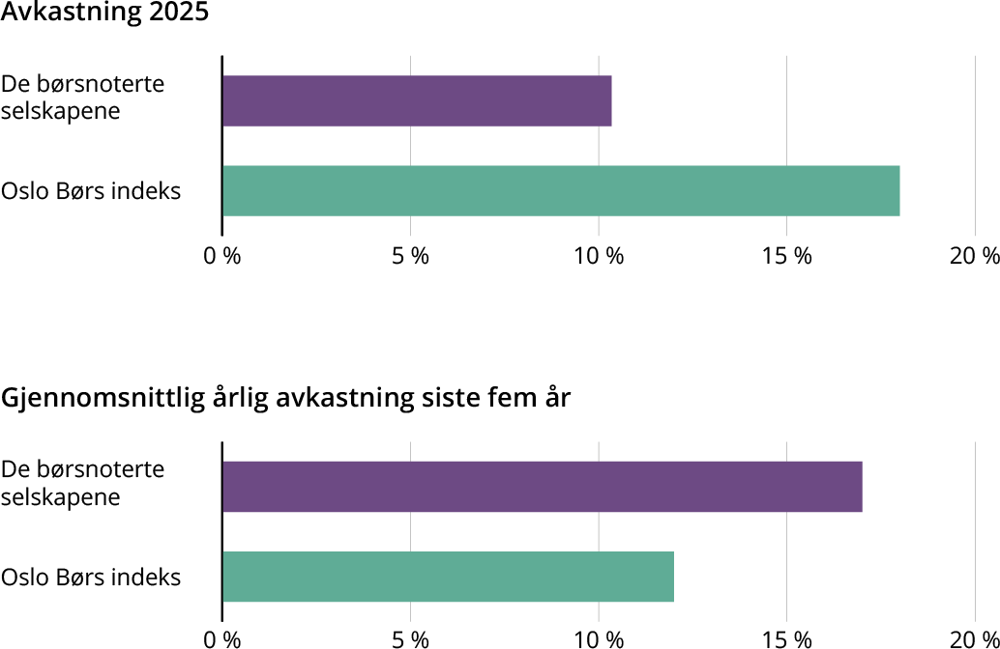 Avkastning 2025
De børsnoterte
selskapene
Oslo Børs indeks
0 % 5 % 10 % 15 % 20 %
Gjennomsnittlig årlig avkastning siste fem år
De børsnoterte
selskapene
Oslo Børs indeks
0 % 5 % 10 % 15 % 20 %